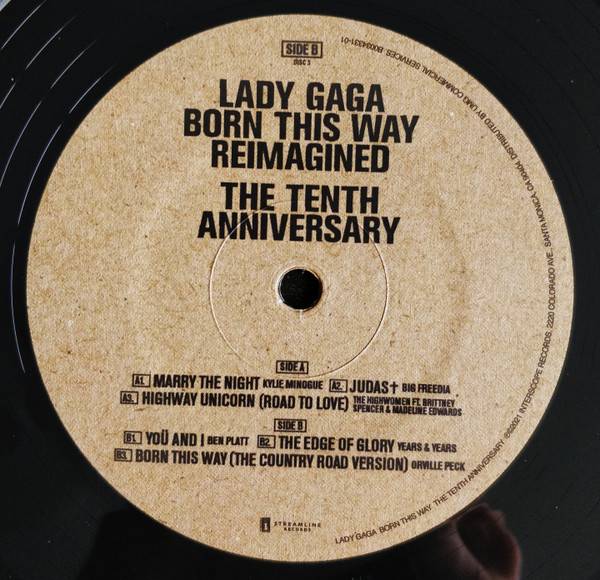 SIDE B
DISC 3
LADY GAGA
BORN THIS WAY
REIMAGINED
THE TENTH
ANNIVERSARY
SIDE A
A1. MARRY THE NIGHT KYLIE MINOGUE A2. JUDAS† BIG FREEDIA
A3. HIGHWAY UNICORN (ROAD TO LOVE) THE HIGHWOMEN FT. BRITTNEY
SPENCER & MADELINE EDWARDS
SIDE B
B1. YOÜ AND I BEN PLATT B2. THE EDGE OF GLORY YEARS & YEARS
B3. BORN THIS WAY (THE COUNTRY ROAD VERSION) ORVILLE PECK
i STREAMLINE
RECORDS
LADY GAGA BORN THIS WAY THE TENTH ANNIVERSARY ℗©2021 INTERSCOPE RECORDS, 2220 COLORADO AVE., SANTA MONICA, CA 90404. DISTRIBUTED BY UMG COMMERCIAL SERVICES. B0034331-01